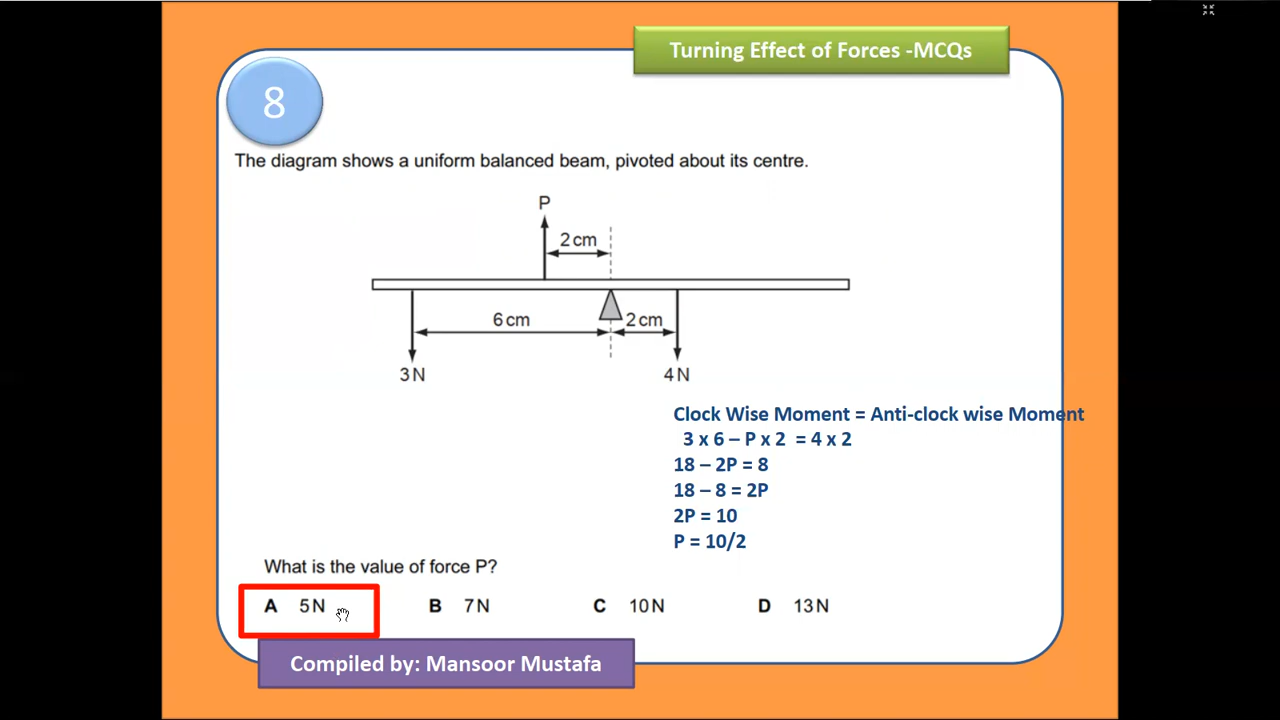 Turning Effect of Forces -MCQs
8
The diagram shows a uniform balanced beam, pivoted about its centre.
P
2 cm
6 cm
2 cm
3 N
4 N
Clock Wise Moment = Anti-clock wise Moment
3 x 6 – P x 2 = 4 x 2
18 – 2P = 8
18 – 8 = 2P
2P = 10
P = 10/2
What is the value of force P?
A 5 N B 7 N C 10 N D 13 N
Compiled by: Mansoor Mustafa